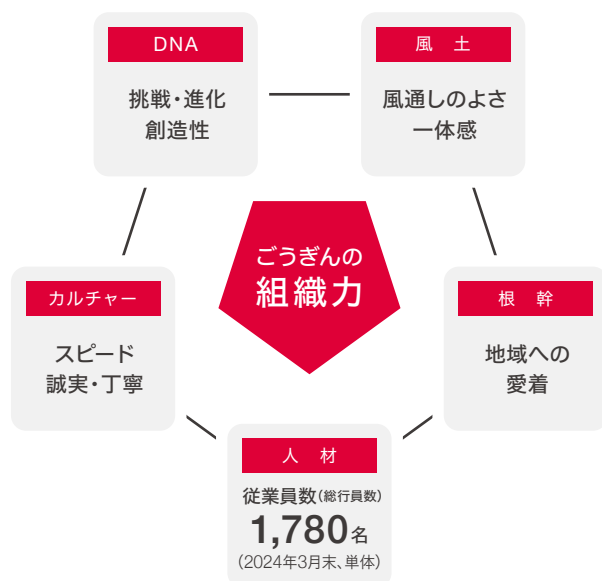 DNA
挑戦・進化
創造性
風 土
風通しのよさ
一体感
ごうぎんの
組織力
カルチャー
スピード
誠実・丁寧
根 幹
地域への
愛着
人 材
従業員数(総行員数)
1,780名
(2024年3月末、単体)